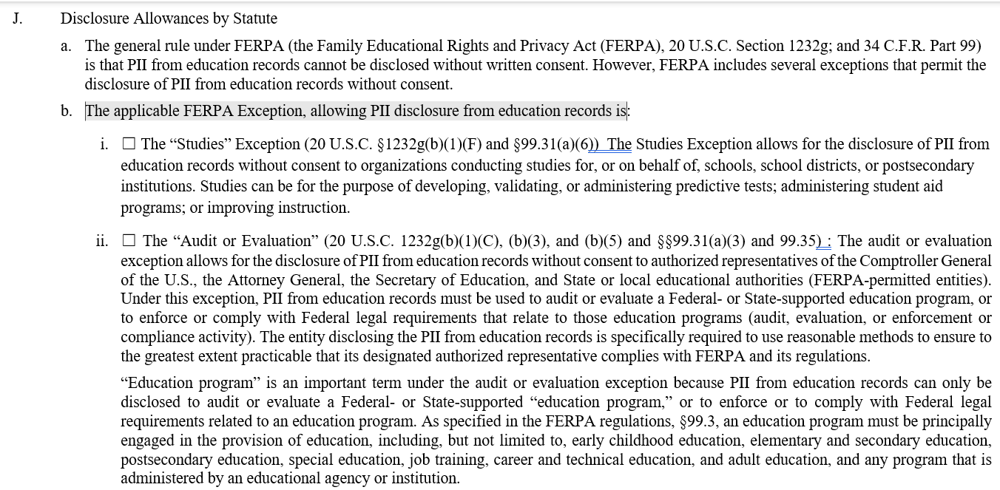 J. Disclosure Allowances by Statute
a. The general rule under FERPA (the Family Educational Rights and Privacy Act (FERPA), 20 U.S.C. Section 1232g; and 34 C.F.R. Part 99)
is that PII from education records cannot be disclosed without written consent. However, FERPA includes several exceptions that permit the
disclosure of PII from education records without consent.
b. The applicable FERPA Exception, allowing PII disclosure from education records is:
i. ☐ The “Studies” Exception (20 U.S.C. §1232g(b)(1)(F) and §99.31(a)(6)) The Studies Exception allows for the disclosure of PII from
education records without consent to organizations conducting studies for, or on behalf of, schools, school districts, or postsecondary
institutions. Studies can be for the purpose of developing, validating, or administering predictive tests; administering student aid
programs; or improving instruction.
ii. ☐ The “Audit or Evaluation” (20 U.S.C. 1232g(b)(1)(C), (b)(3), and (b)(5) and §§99.31(a)(3) and 99.35) : The audit or evaluation
exception allows for the disclosure of PII from education records without consent to authorized representatives of the Comptroller General
of the U.S., the Attorney General, the Secretary of Education, and State or local educational authorities (FERPA-permitted entities).
Under this exception, PII from education records must be used to audit or evaluate a Federal- or State-supported education program, or
to enforce or comply with Federal legal requirements that relate to those education programs (audit, evaluation, or enforcement or
compliance activity). The entity disclosing the PII from education records is specifically required to use reasonable methods to ensure to
the greatest extent practicable that its designated authorized representative complies with FERPA and its regulations.
“Education program” is an important term under the audit or evaluation exception because PII from education records can only be
disclosed to audit or evaluate a Federal- or State-supported “education program,” or to enforce or to comply with Federal legal
requirements related to an education program. As specified in the FERPA regulations, §99.3, an education program must be principally
engaged in the provision of education, including, but not limited to, early childhood education, elementary and secondary education,
postsecondary education, special education, job training, career and technical education, and adult education, and any program that is
administered by an educational agency or institution.